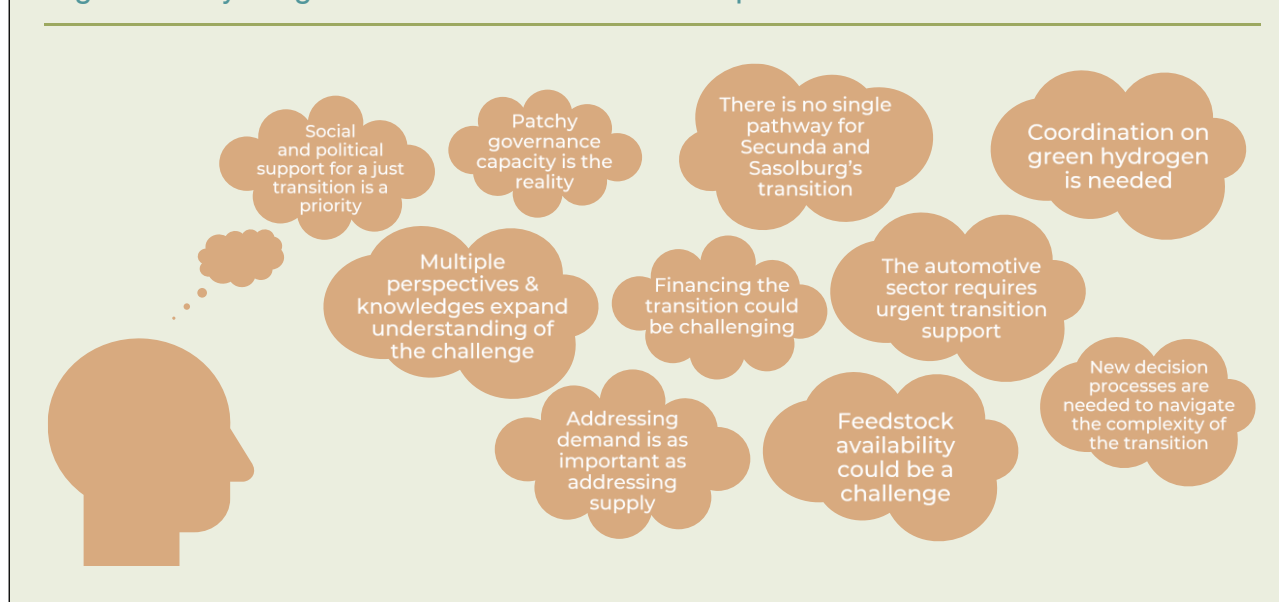 Social
and political
support for a just
transition is a
priority
Patchy
governance
capacity is the
reality
There is no single
pathway for
Secunda and
Sasolburg’s
transition
Coordination on
green hydrogen
is needed
Multiple
perspectives &
knowledges expand
understanding of
the challenge
Financing the
transition could
be challenging
The automotive
sector requires
urgent transition
support
New decision
processes are
needed to navigate
the complexity of
the transition
Addressing
demand is as
important as
addressing
supply
Feedstock
availability
could be a
challenge